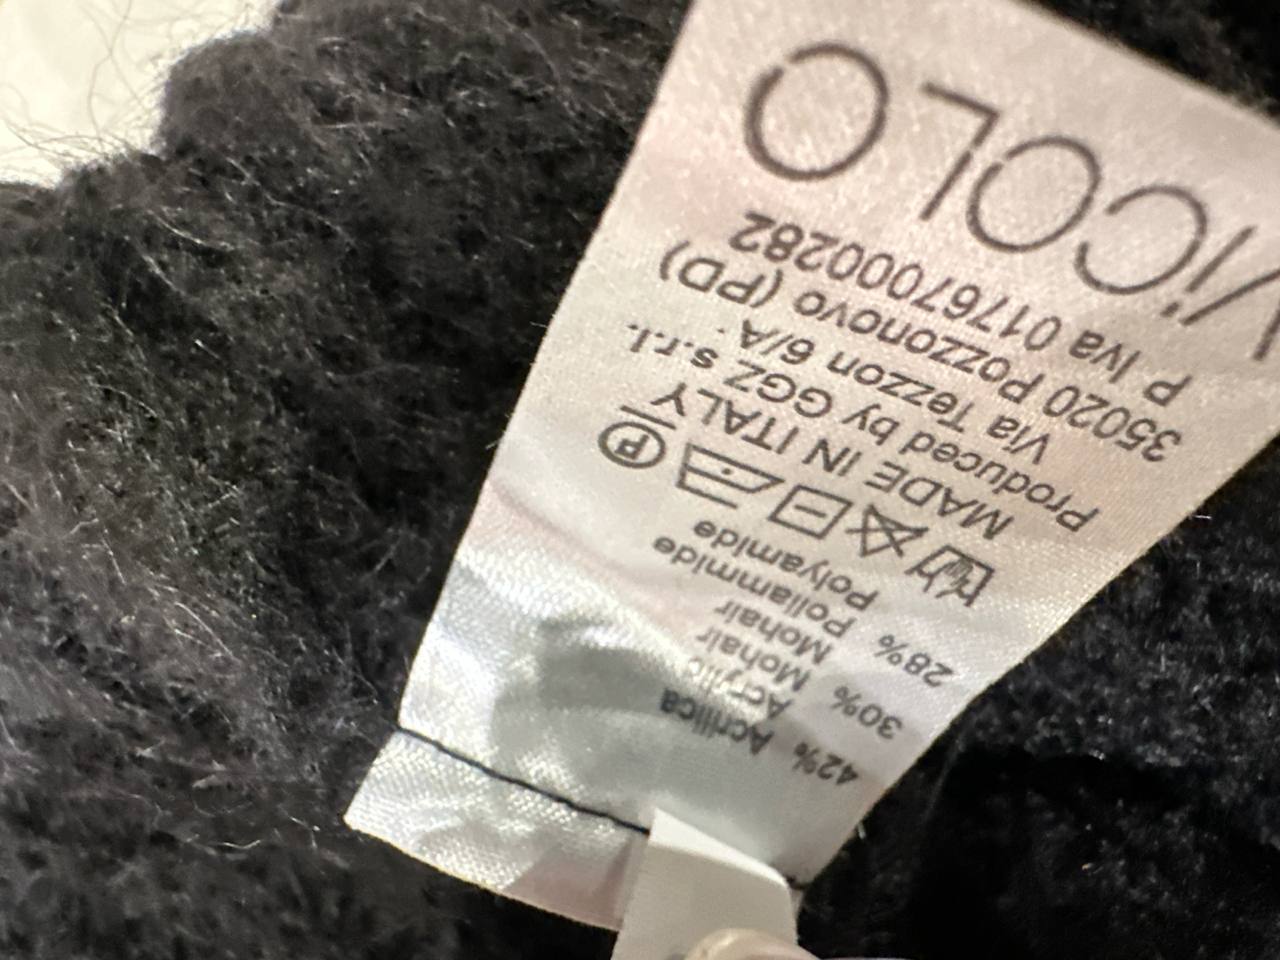 42% Acrilica
Acrylic
30% Mohair
Mohair
28% Poliammide
Polyamide
P
MADE IN ITALY
Produced by GGZ s.r.l.
Via Tezzon 6/A
35020 Pozzonovo (PD)
P Iva 01767000282
ViCOLO